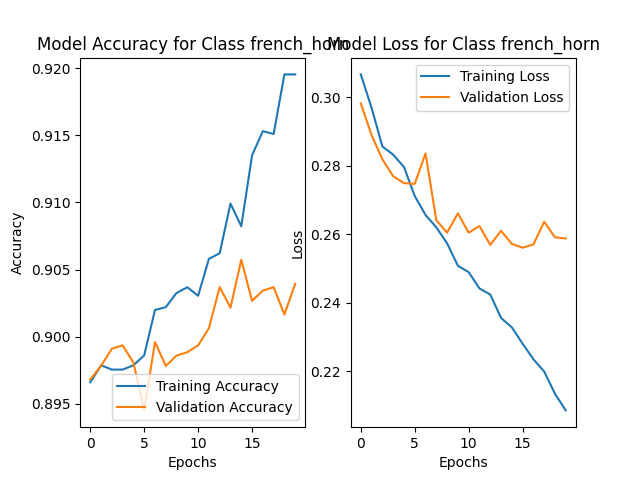 Model Accuracy for Class french_horn
Model Loss for Class french_horn
0.920
0.915
0.910
0.905
0.900
0.895
Accuracy
Training Accuracy
Validation Accuracy
0 5 10 15
Epochs
0.30
0.28
0.26
0.24
0.22
Loss
Training Loss
Validation Loss
0 5 10 15
Epochs